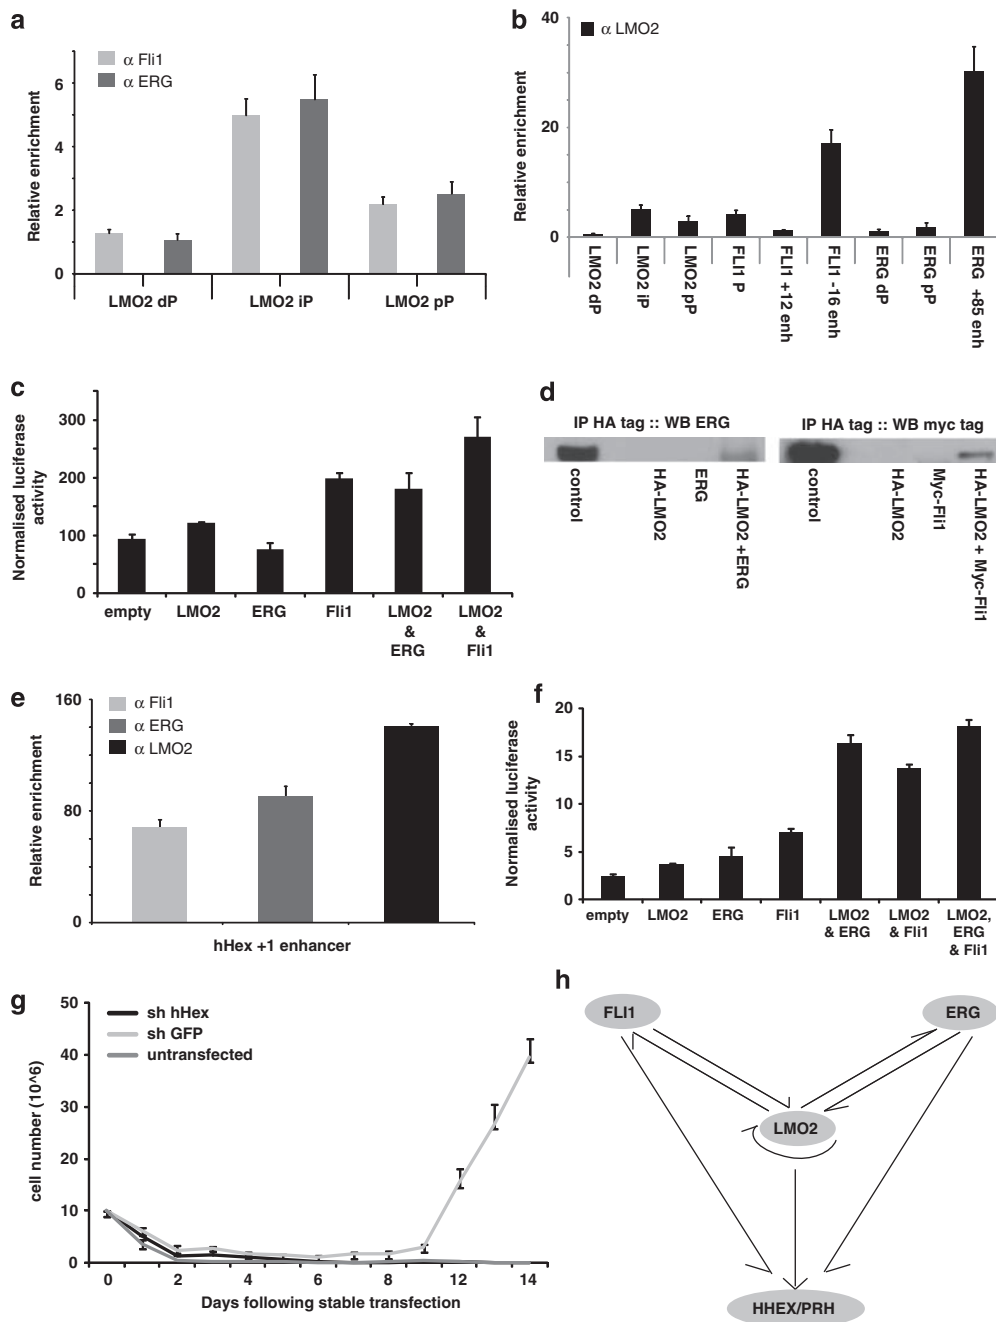 a
α Fli1
α ERG
Relative enrichment
6
4
2
0
LMO2 dP
LMO2 iP
LMO2 pP
b
α LMO2
Relative enrichment
40
20
0
LMO2 dP
LMO2 iP
LMO2 pP
FLI1 P
FLI1 +12 enh
FLI1 -16 enh
ERG dP
ERG pP
ERG +85 enh
c
Normalised luciferase
activity
300
200
100
0
empty
LMO2
ERG
Fli1
LMO2
&
ERG
LMO2
&
Fli1
d
IP HA tag :: WB ERG
control
HA-LMO2
ERG
HA-LMO2 +ERG
IP HA tag :: WB myc tag
control
HA-LMO2
Myc-Fli1
HA-LMO2 + Myc-Fli1
e
α Fli1
α ERG
α LMO2
Relative enrichment
160
80
0
hHex +1 enhancer
f
Normalised luciferase
activity
20
15
10
5
0
empty
LMO2
ERG
Fli1
LMO2
& ERG
LMO2
& Fli1
LMO2,
ERG
& Fli1
g
sh hHex
sh GFP
untransfected
cell number (10^6)
50
40
30
20
10
0
0
2
4
6
8
12
14
Days following stable transfection
h
FLI1
ERG
LMO2
HHEX/PRH